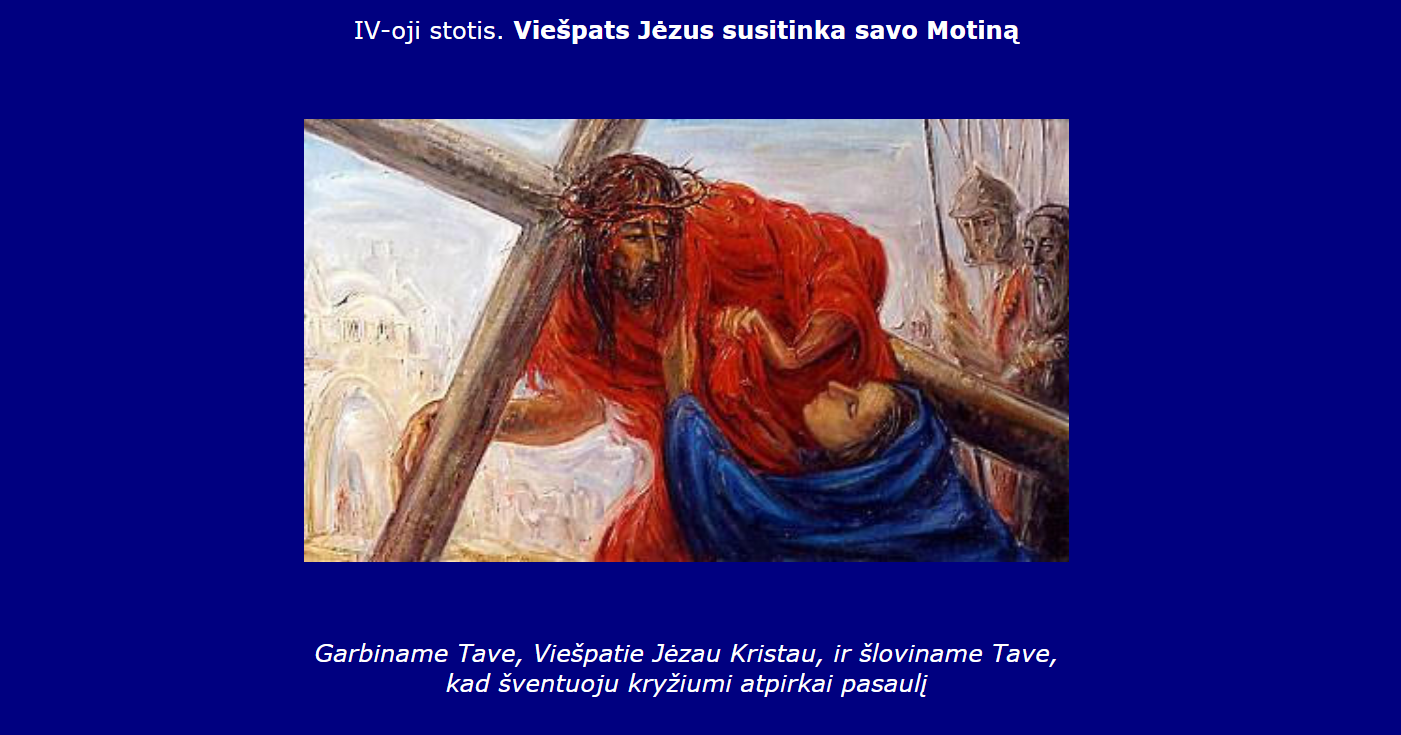 IV-oji stotis. Viešpats Jėzus susitinka savo Motiną
Garbiname Tave, Viešpatie Jėzau Kristau, ir šloviname Tave,
kad šventuoju kryžiumi atpirkai pasaulį